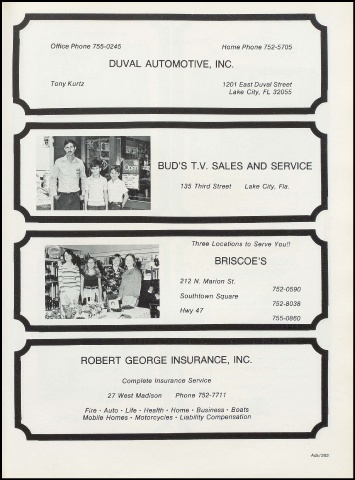 Office Phone 755-0245 Home Phone 752-5705
DUVAL AUTOMOTIVE, INC.
Tony Kurtz 1201 East Duval Street
Lake City, FL 32055
BUD'S T.V. SALES AND SERVICE
135 Third Street Lake City, Fla.
Three Locations to Serve You!!
BRISCOE'S
212 N. Marion St.
752-0590
Southtown Square
752-8038
Hwy 47
755-0860
ROBERT GEORGE INSURANCE, INC.
Complete Insurance Service
27 West Madison Phone 752-7711
Fire · Auto · Life · Health · Home · Business · Boats
Mobile Homes · Motorcycles · Liability Compensation